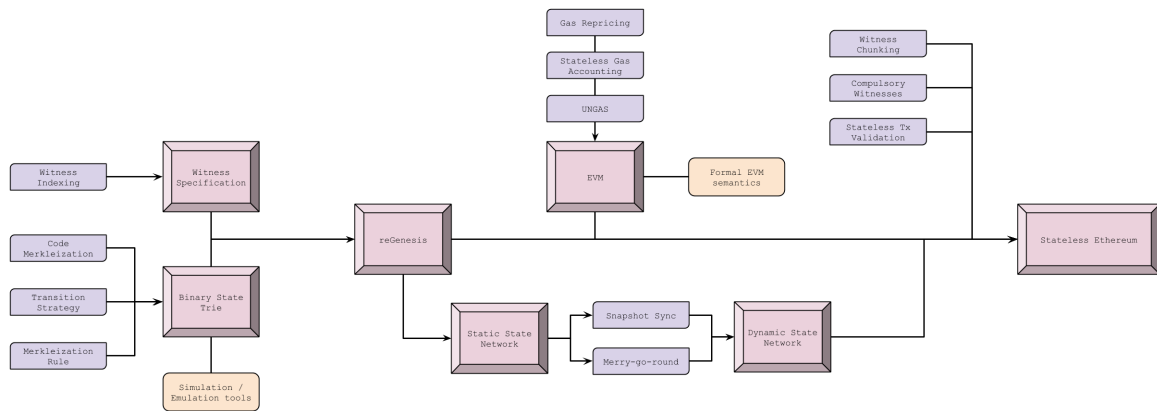 Gas Repricing
Stateless Gas
Accounting
UNGAS
Witness
Chunking
Compulsory
Witnesses
Stateless Tx
Validation
Witness
Indexing
Witness
Specification
EVM
Formal EVM
semantics
Code
Merkleization
Transition
Strategy
Merkleization
Rule
Binary State
Trie
Simulation /
Emulation tools
reGenesis
Stateless Ethereum
Static State
Network
Snapshot Sync
Merry-go-round
Dynamic State
Network